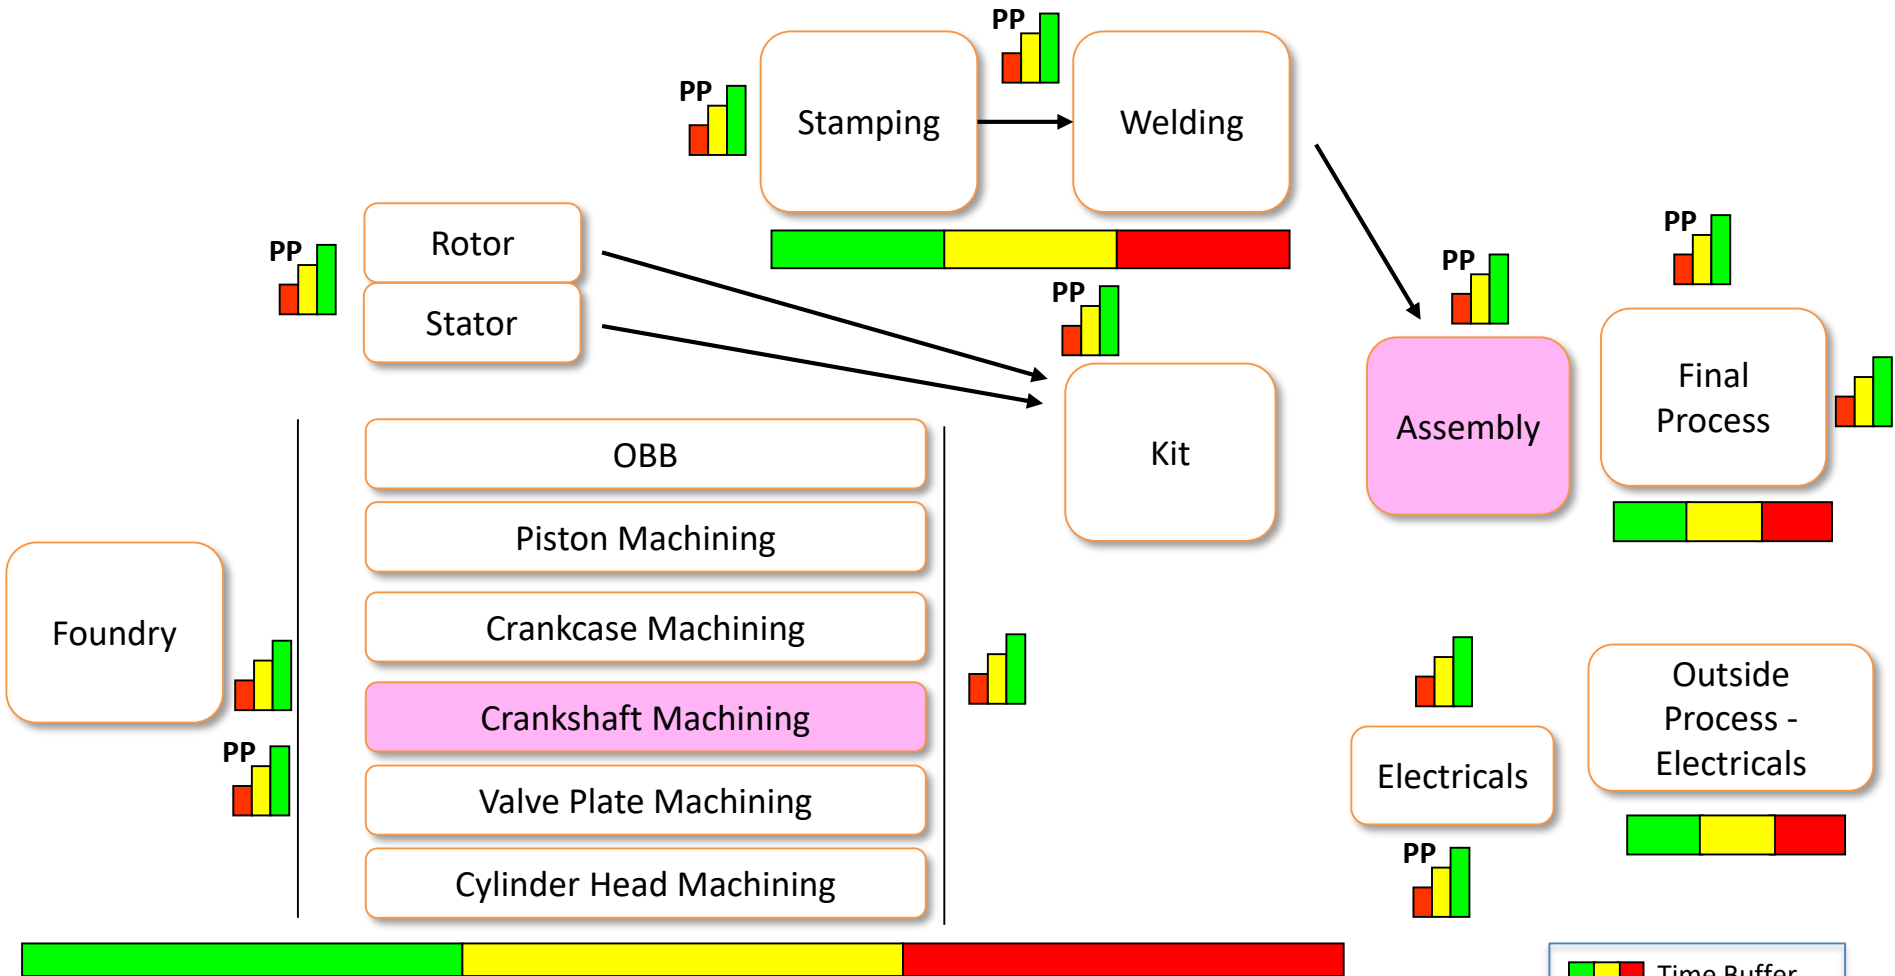 PP
PP
Stamping
Welding
PP
Rotor
Stator
PP
PP
PP
Final
Process
Assembly
Kit
OBB
Piston Machining
Crankcase Machining
Foundry
Crankshaft Machining
PP
Valve Plate Machining
Cylinder Head Machining
Outside
Process -
Electricals
Electricals
PP
Time Buffer